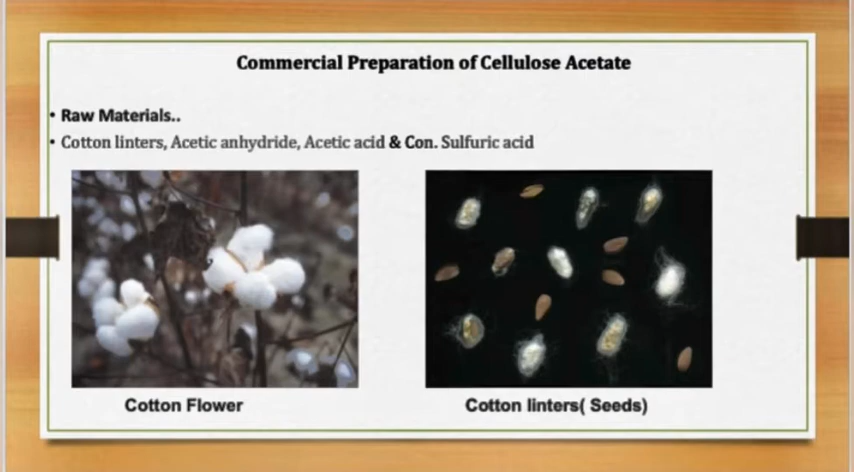 Commercial Preparation of Cellulose Acetate
• Raw Materials..
• Cotton linters, Acetic anhydride, Acetic acid & Con. Sulfuric acid
Cotton Flower
Cotton linters( Seeds)